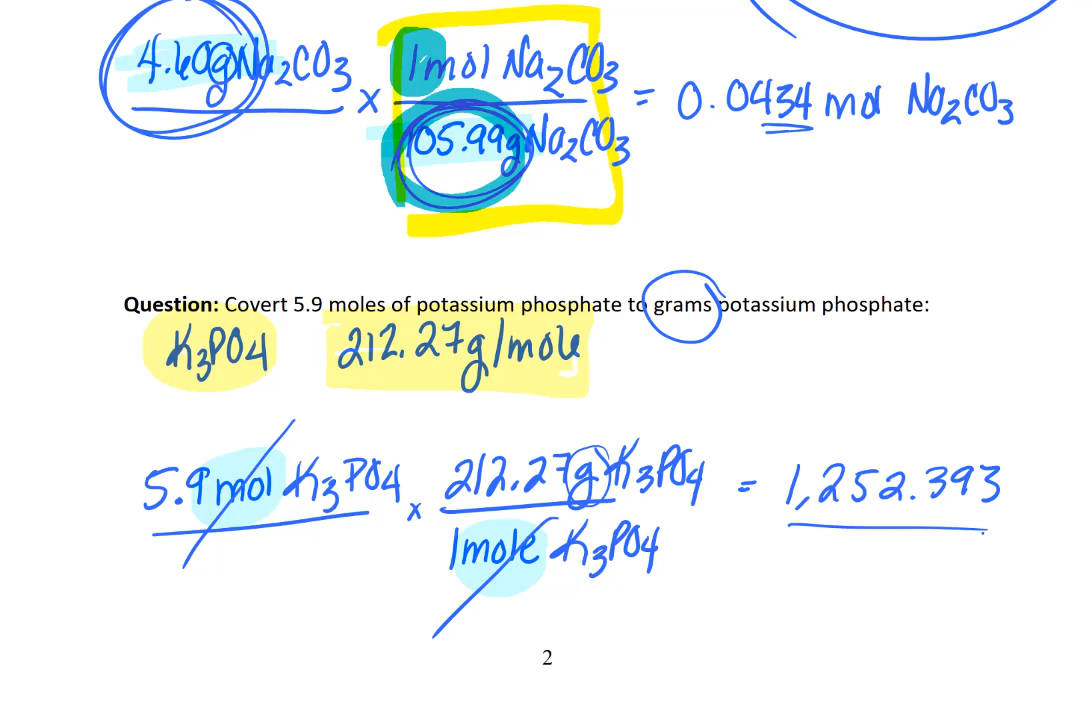 4.60g Na2CO3 x 1mol Na2CO3 = 0.0434 mol Na2CO3
105.99g Na2CO3
Question: Covert 5.9 moles of potassium phosphate to grams potassium phosphate:
K3PO4 212.27g/mole
5.9 mol K3PO4 x 212.27g K3PO4 = 1,252.393
1mole K3PO4
2